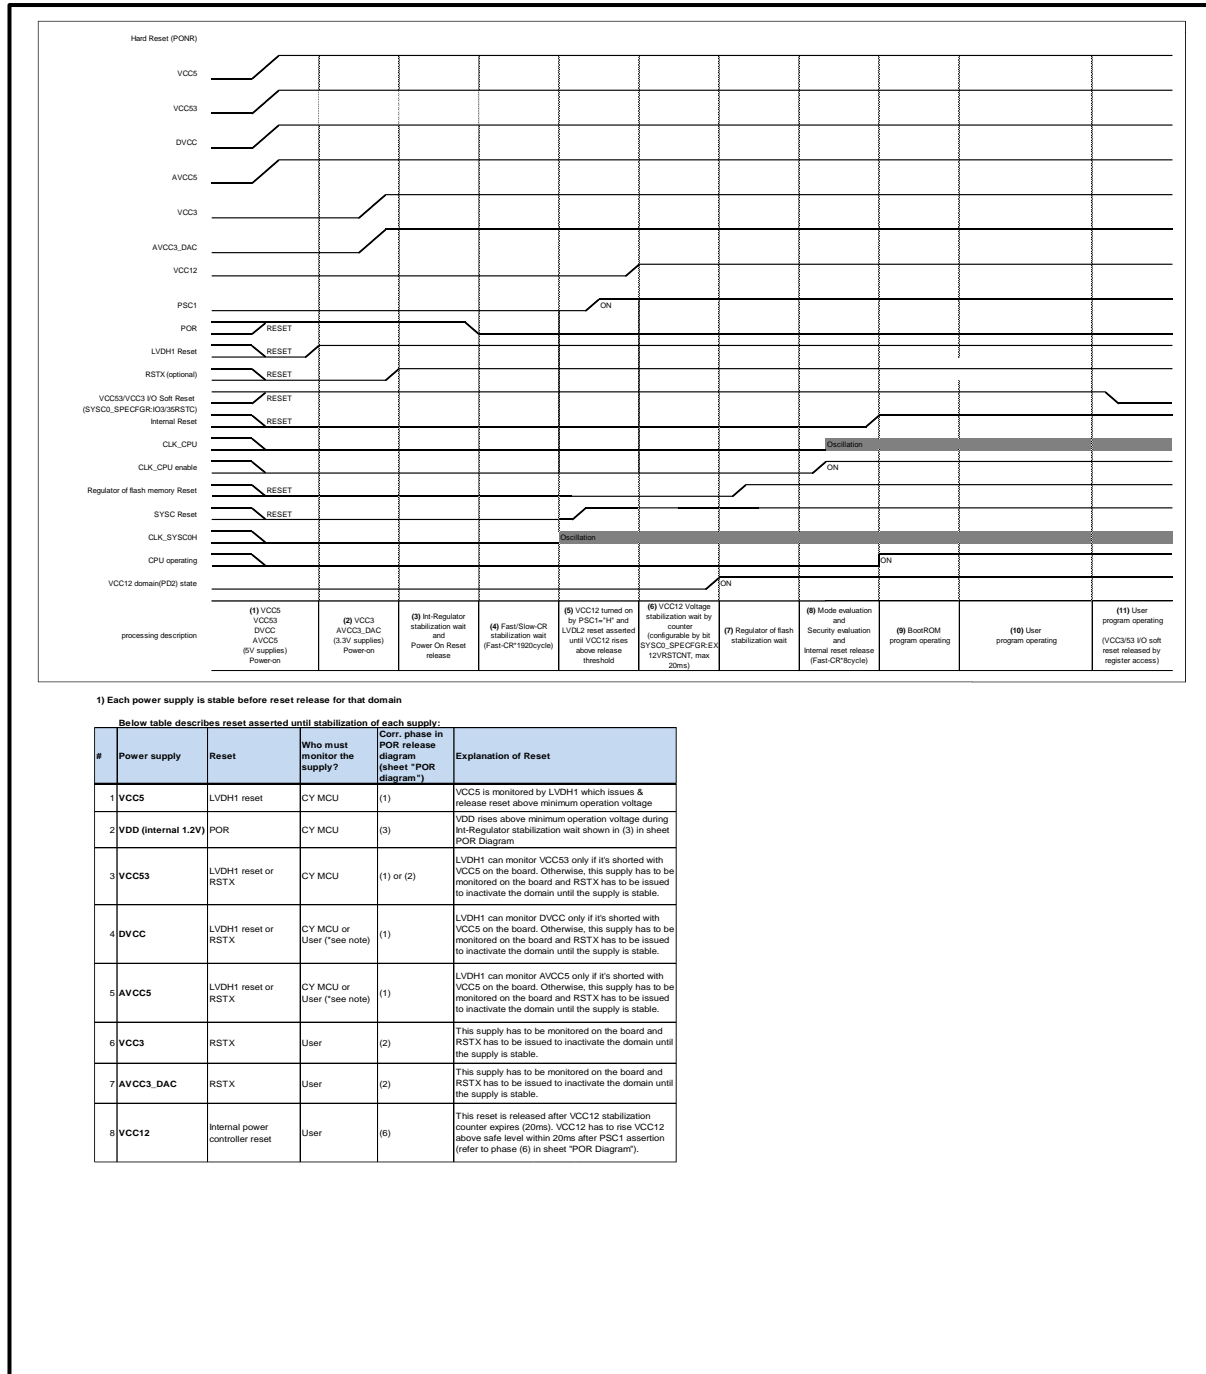 Hard Reset (PONR)
VCC5
VCC53
DVCC
AVCC5
VCC3
AVCC3_DAC
VCC12
PSC1
ON
POR
RESET
LVDH1 Reset
RESET
RSTX (optional)
RESET
VCC53/VCC3 I/O Soft Reset
(SYSC0_SPECFGR:IO3/35RSTC)
RESET
Internal Reset
RESET
CLK_CPU
Oscillation
CLK_CPU enable
ON
Regulator of flash memory Reset
RESET
SYSC Reset
RESET
CLK_SYSC0H
Oscillation
CPU operating
ON
VCC12 domain(PD2) state
ON
processing description
(1) VCC5
VCC53
DVCC
AVCC5
(5V supplies)
Power-on
(2) VCC3
AVCC3_DAC
(3.3V supplies)
Power-on
(3) Int-Regulator
stabilization wait
and
Power On Reset
release
(4) Fast/Slow-CR
stabilization wait
(Fast-CR*1920cycle)
(5) VCC12 turned on
by PSC1="H" and
LVDL2 reset asserted
until VCC12 rises
above release
threshold
(6) VCC12 Voltage
stabilization wait by
counter
(configurable by bit
SYSC0_SPECFGR:EX
12VRSTCNT, max
20ms)
(7) Regulator of flash
stabilization wait
(8) Mode evaluation
and
Security evaluation
and
Internal reset release
(Fast-CR*8cycle)
(9) BootROM
program operating
(10) User
program operating
(11) User
program operating
(VCC3/53 I/O soft
reset released by
register access)
1) Each power supply is stable before reset release for that domain
Below table describes reset asserted until stabilization of each supply:
#
Power supply
Reset
Who must
monitor the
supply?
Corr. phase in
POR release
diagram
(sheet "POR
diagram")
Explanation of Reset
1
VCC5
LVDH1 reset
CY MCU
(1)
VCC5 is monitored by LVDH1 which issues &
release reset above minimum operation voltage
2
VDD (internal 1.2V)
POR
CY MCU
(3)
VDD rises above minimum operation voltage during
Int-Regulator stabilization wait shown in (3) in sheet
POR Diagram
3
VCC53
LVDH1 reset or
RSTX
CY MCU
(1) or (2)
LVDH1 can monitor VCC53 only if it's shorted with
VCC5 on the board. Otherwise, this supply has to be
monitored on the board and RSTX has to be issued
to inactivate the domain until the supply is stable.
4
DVCC
LVDH1 reset or
RSTX
CY MCU or
User (*see note)
(1)
LVDH1 can monitor DVCC only if it's shorted with
VCC5 on the board. Otherwise, this supply has to be
monitored on the board and RSTX has to be issued
to inactivate the domain until the supply is stable.
5
AVCC5
LVDH1 reset or
RSTX
CY MCU or
User (*see note)
(1)
LVDH1 can monitor AVCC5 only if it's shorted with
VCC5 on the board. Otherwise, this supply has to be
monitored on the board and RSTX has to be issued
to inactivate the domain until the supply is stable.
6
VCC3
RSTX
User
(2)
This supply has to be monitored on the board and
RSTX has to be issued to inactivate the domain until
the supply is stable.
7
AVCC3_DAC
RSTX
User
(2)
This supply has to be monitored on the board and
RSTX has to be issued to inactivate the domain until
the supply is stable.
8
VCC12
Internal power
controller reset
User
(6)
This reset is released after VCC12 stabilization
counter expires (20ms). VCC12 has to rise VCC12
above safe level within 20ms after PSC1 assertion
(refer to phase (6) in sheet "POR Diagram").